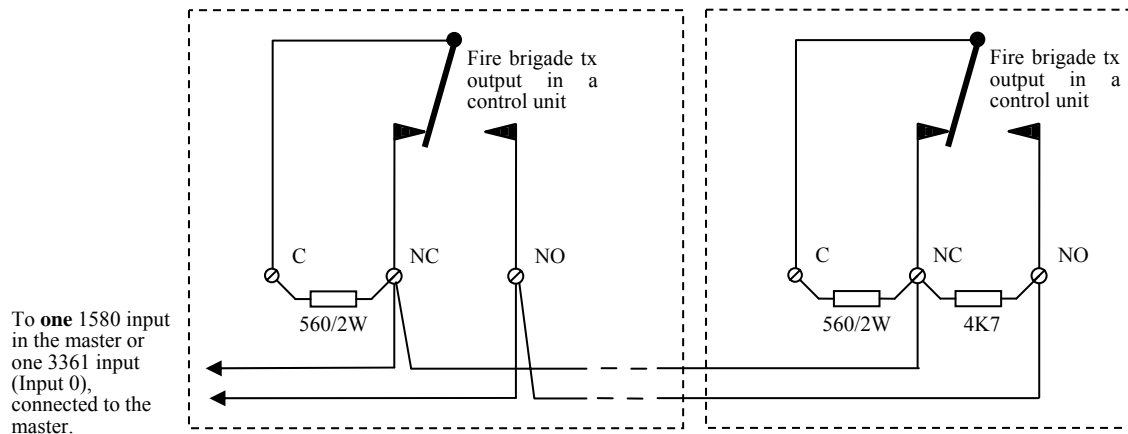 Fire brigade tx
output in a
control unit
C
NC
NO
560/2W
Fire brigade tx
output in a
control unit
C
NC
NO
560/2W
4K7
To one 1580 input
in the master or
one 3361 input
(Input 0),
connected to the
master.